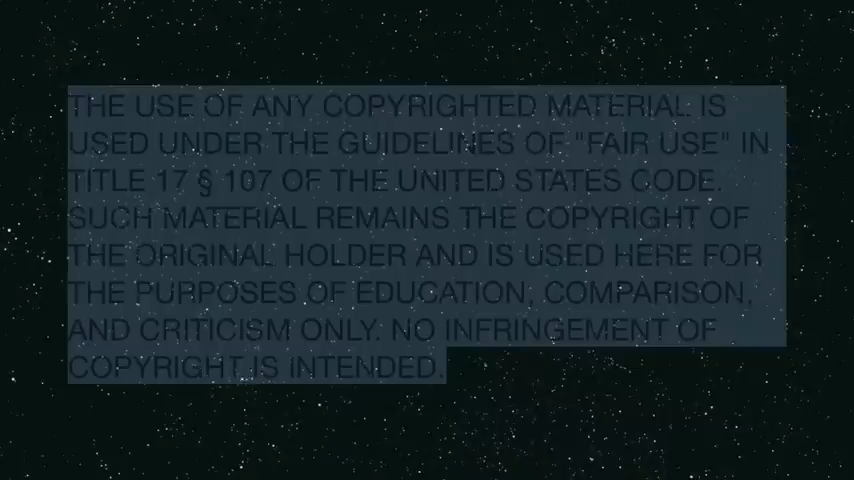 THE USE OF ANY COPYRIGHTED MATERIAL IS
USED UNDER THE GUIDELINES OF "FAIR USE" IN
TITLE 17 § 107 OF THE UNITED STATES CODE.
SUCH MATERIAL REMAINS THE COPYRIGHT OF
THE ORIGINAL HOLDER AND IS USED HERE FOR
THE PURPOSES OF EDUCATION, COMPARISON,
AND CRITICISM ONLY. NO INFRINGEMENT OF
COPYRIGHT IS INTENDED.